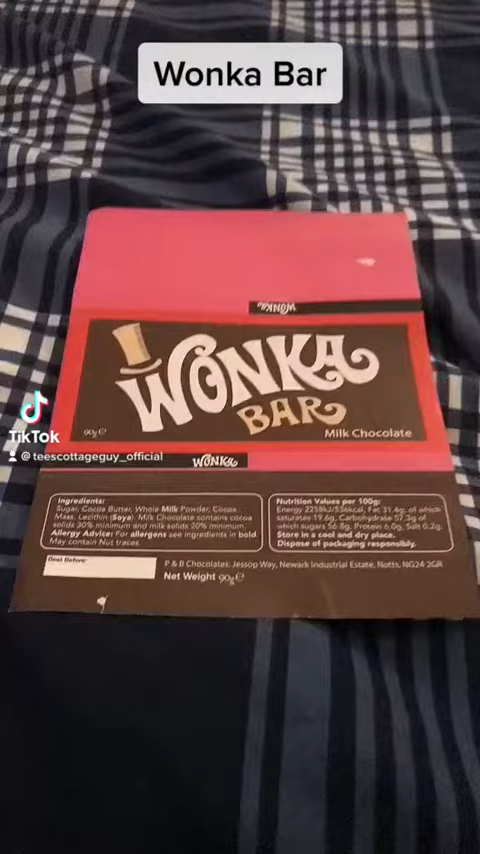 Wonka Bar
WONKA
WONKA
BAR
90g e
Milk Chocolate
TikTok
@teescottageguy_official
WONKA
Ingredients:
Sugar, Cocoa Butter, Whole Milk Powder, Cocoa
Mass, Lecithin (Soya). Milk Chocolate contains cocoa
solids 30% minimum and milk solids 20% minimum.
Allergy Advice: For allergens see ingredients in bold.
May contain Nut traces.
Nutrition Values per 100g:
Energy 2258kJ/536kcal, Fat 31.4g, of which
saturates 19.6g, Carbohydrate 57.3g of
which sugars 56.8g, Protein 6.0g, Salt 0.2g.
Store in a cool and dry place.
Dispose of packaging responsibly.
Best Before:
P & B Chocolates, Jessop Way, Newark Industrial Estate, Notts, NG24 2GR
Net Weight 90g e